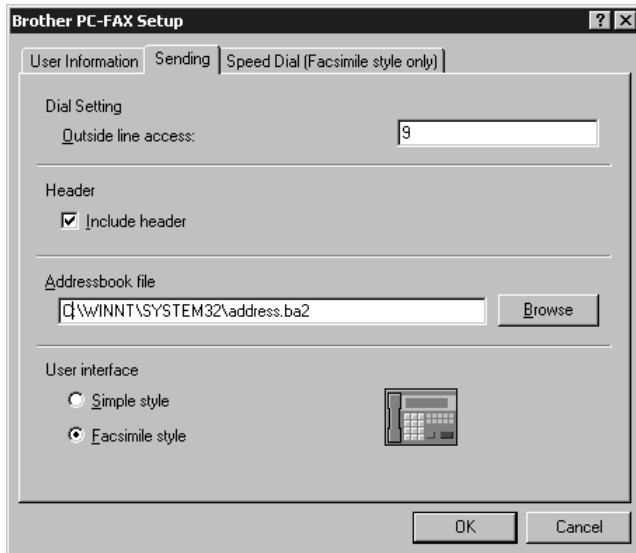 Brother PC-FAX Setup
User Information Sending Speed Dial (Facsimile style only)
Dial Setting
Outside line access: 9
Header
Include header
Addressbook file
C:\WINNT\SYSTEM32\address.ba2 Browse
User interface
Simple style
Facsimile style
OK Cancel